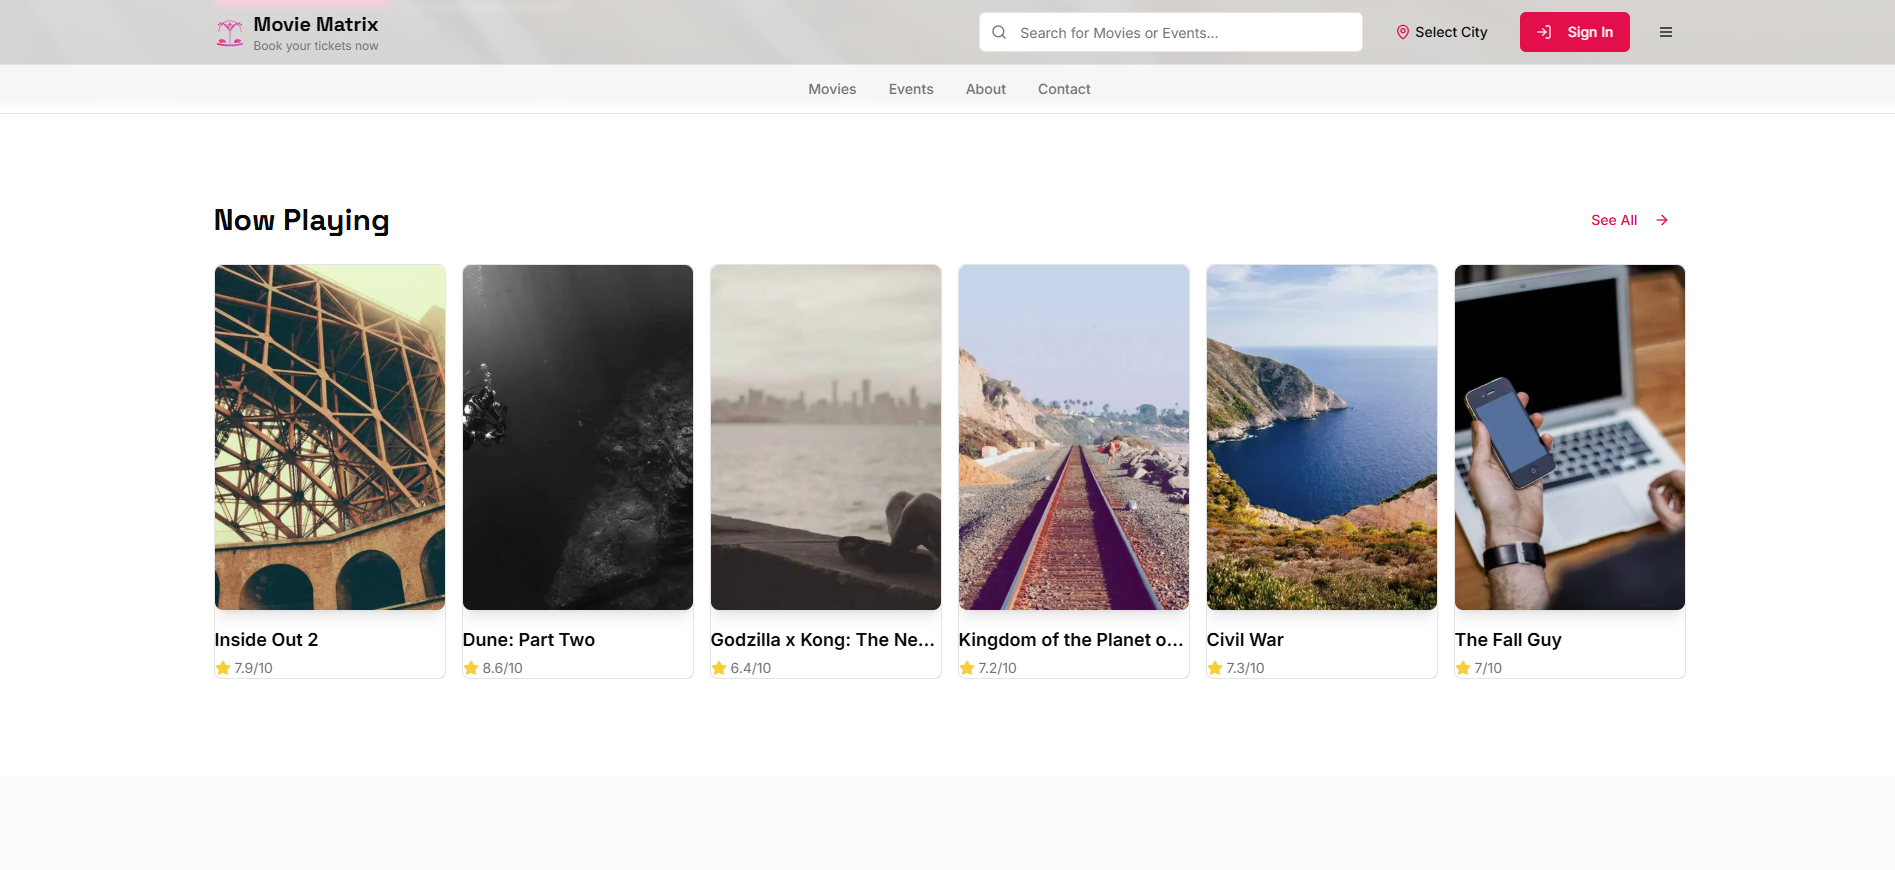 Movie Matrix
Book your tickets now
Search for Movies or Events...
Select City
Sign In
Movies
Events
About
Contact
Now Playing
See All
Inside Out 2
7.9/10
Dune: Part Two
8.6/10
Godzilla x Kong: The Ne...
6.4/10
Kingdom of the Planet o...
7.2/10
Civil War
7.3/10
The Fall Guy
7/10